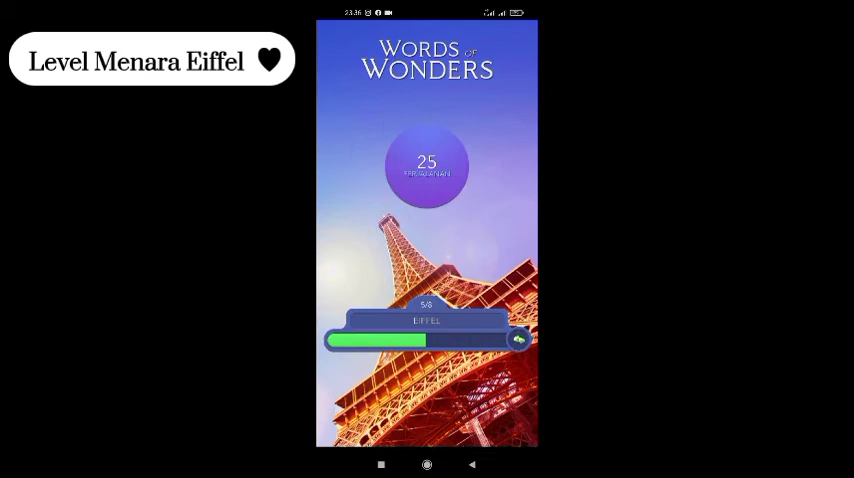 23.36
Level Menara Eiffel
WORDS OF
WONDERS
25
PERJALANAN
5/8
EIFFEL